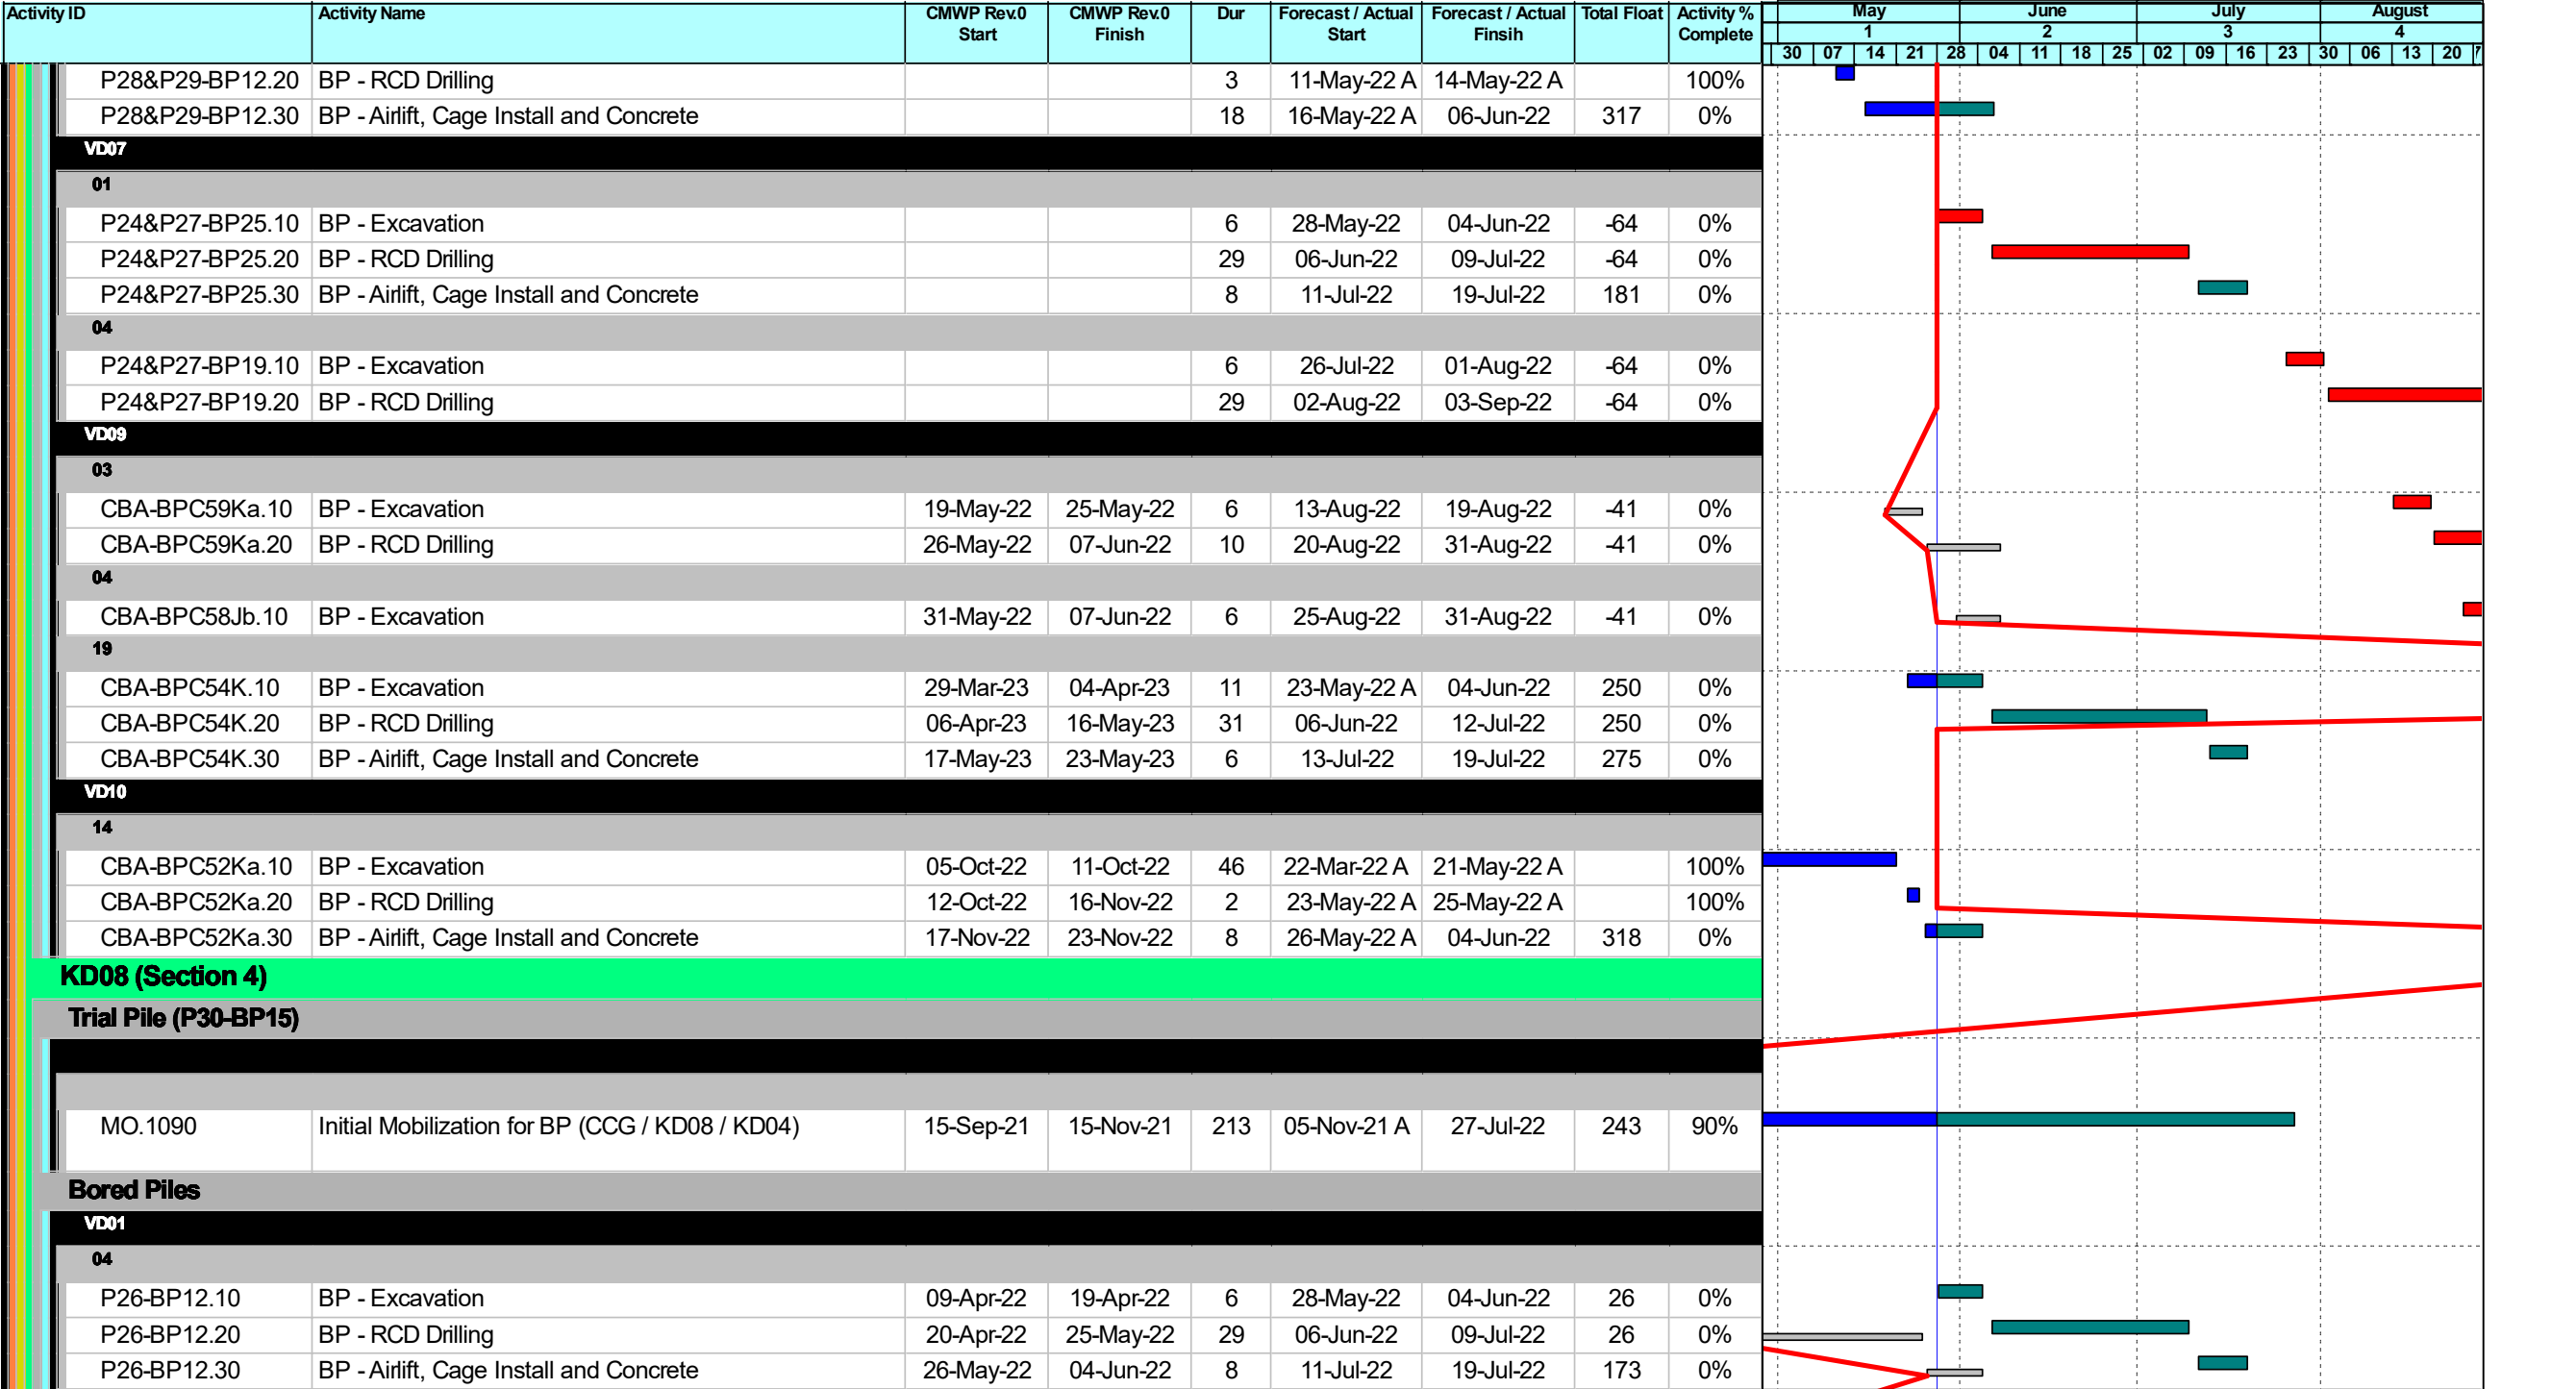 Activity ID Activity Name CMWP Rev.0 Start CMWP Rev.0 Finish Dur Forecast / Actual Start Forecast / Actual Finsih Total Float Activity % Complete May June July August
1 2 3 4
30 07 14 21 28 04 11 18 25 02 09 16 23 30 06 13 20
P28&P29-BP12.20 BP - RCD Drilling 3 11-May-22 A 14-May-22 A 100%
P28&P29-BP12.30 BP - Airlift, Cage Install and Concrete 18 16-May-22 A 06-Jun-22 317 0%
VD07
01
P24&P27-BP25.10 BP - Excavation 6 28-May-22 04-Jun-22 -64 0%
P24&P27-BP25.20 BP - RCD Drilling 29 06-Jun-22 09-Jul-22 -64 0%
P24&P27-BP25.30 BP - Airlift, Cage Install and Concrete 8 11-Jul-22 19-Jul-22 181 0%
04
P24&P27-BP19.10 BP - Excavation 6 26-Jul-22 01-Aug-22 -64 0%
P24&P27-BP19.20 BP - RCD Drilling 29 02-Aug-22 03-Sep-22 -64 0%
VD09
03
CBA-BPC59Ka.10 BP - Excavation 19-May-22 25-May-22 6 13-Aug-22 19-Aug-22 -41 0%
CBA-BPC59Ka.20 BP - RCD Drilling 26-May-22 07-Jun-22 10 20-Aug-22 31-Aug-22 -41 0%
04
CBA-BPC58Jb.10 BP - Excavation 31-May-22 07-Jun-22 6 25-Aug-22 31-Aug-22 -41 0%
19
CBA-BPC54K.10 BP - Excavation 29-Mar-23 04-Apr-23 11 23-May-22 A 04-Jun-22 250 0%
CBA-BPC54K.20 BP - RCD Drilling 06-Apr-23 16-May-23 31 06-Jun-22 12-Jul-22 250 0%
CBA-BPC54K.30 BP - Airlift, Cage Install and Concrete 17-May-23 23-May-23 6 13-Jul-22 19-Jul-22 275 0%
VD10
14
CBA-BPC52Ka.10 BP - Excavation 05-Oct-22 11-Oct-22 46 22-Mar-22 A 21-May-22 A 100%
CBA-BPC52Ka.20 BP - RCD Drilling 12-Oct-22 16-Nov-22 2 23-May-22 A 25-May-22 A 100%
CBA-BPC52Ka.30 BP - Airlift, Cage Install and Concrete 17-Nov-22 23-Nov-22 8 26-May-22 A 04-Jun-22 318 0%
KD08 (Section 4)
Trial Pile (P30-BP15)
MO.1090 Initial Mobilization for BP (CCG / KD08 / KD04) 15-Sep-21 15-Nov-21 213 05-Nov-21 A 27-Jul-22 243 90%
Bored Piles
VD01
04
P26-BP12.10 BP - Excavation 09-Apr-22 19-Apr-22 6 28-May-22 04-Jun-22 26 0%
P26-BP12.20 BP - RCD Drilling 20-Apr-22 25-May-22 29 06-Jun-22 09-Jul-22 26 0%
P26-BP12.30 BP - Airlift, Cage Install and Concrete 26-May-22 04-Jun-22 8 11-Jul-22 19-Jul-22 173 0%